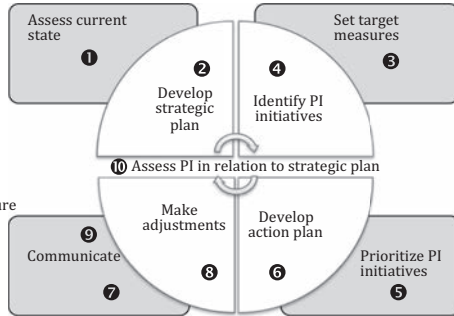 Assess current
state
❶
❷
Develop
strategic
plan
❹
Identify PI
initiatives
Set target
measures
❸
❿ Assess PI in relation to strategic plan
ure
❾
Communicate
❼
Make
adjustments
❽
Develop
action plan
❻
Prioritize PI
initiatives
❺